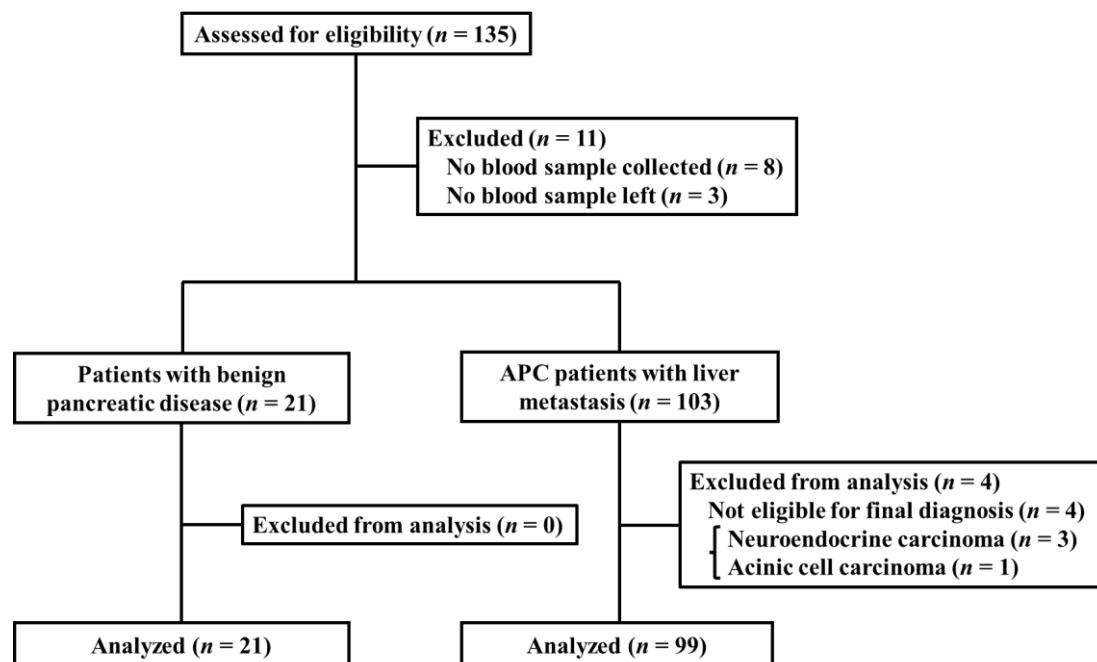 Assessed for eligibility (n = 135)
Excluded (n = 11)
No blood sample collected (n = 8)
No blood sample left (n = 3)
Patients with benign
pancreatic disease (n = 21)
APC patients with liver
metastasis (n = 103)
Excluded from analysis (n = 0)
Excluded from analysis (n = 4)
Not eligible for final diagnosis (n = 4)
Neuroendocrine carcinoma (n = 3)
Acinic cell carcinoma (n = 1)
Analyzed (n = 21)
Analyzed (n = 99)